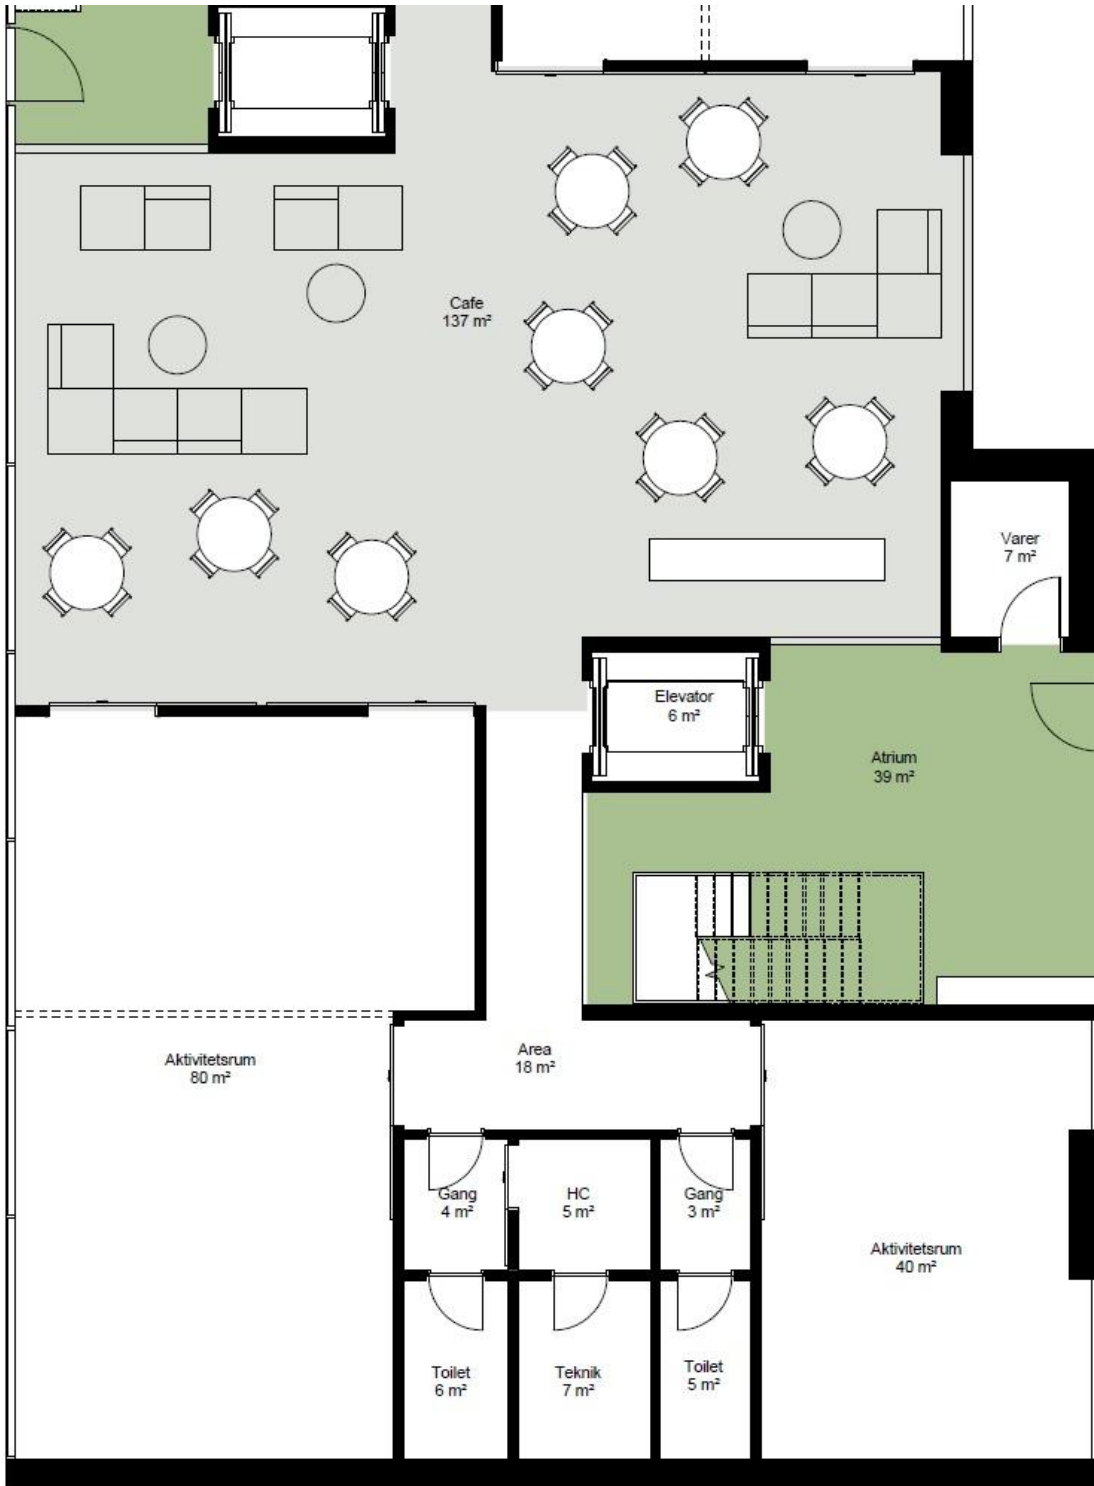 Cafe
137 m²
Varer
7 m²
Elevator
6 m²
Atrium
39 m²
Aktivitetsrum
80 m²
Area
18 m²
Gang
4 m²
HC
5 m²
Gang
3 m²
Aktivitetsrum
40 m²
Toilet
6 m²
Teknik
7 m²
Toilet
5 m²